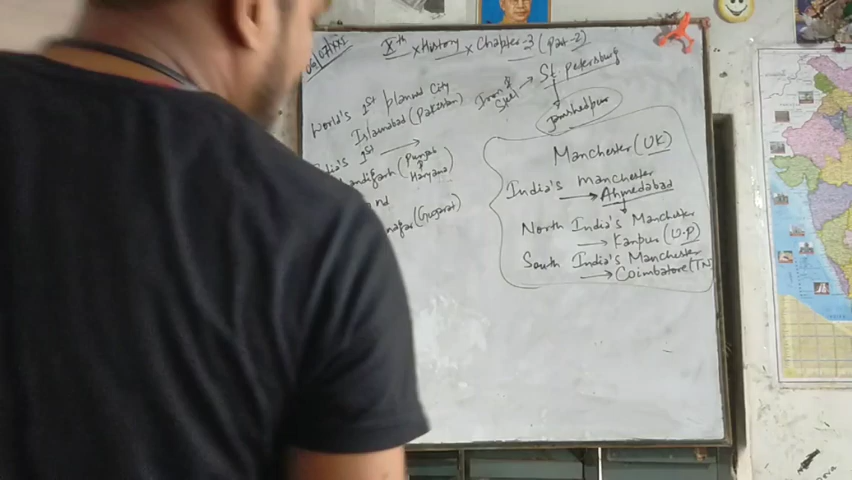 Xth x History x Chapter-3 (Part-2)
World's 1st planned City
Islamabad (Pakistan)
India's 1st
(Punjab & Haryana)
(Gujarat)
Iron & Steel → St. Petersburg
Jamshedpur
Manchester (UK)
India's Manchester
→ Ahmedabad
North India's Manchester
→ Kanpur (U.P)
South India's Manchester
→ Coimbatore (TN)